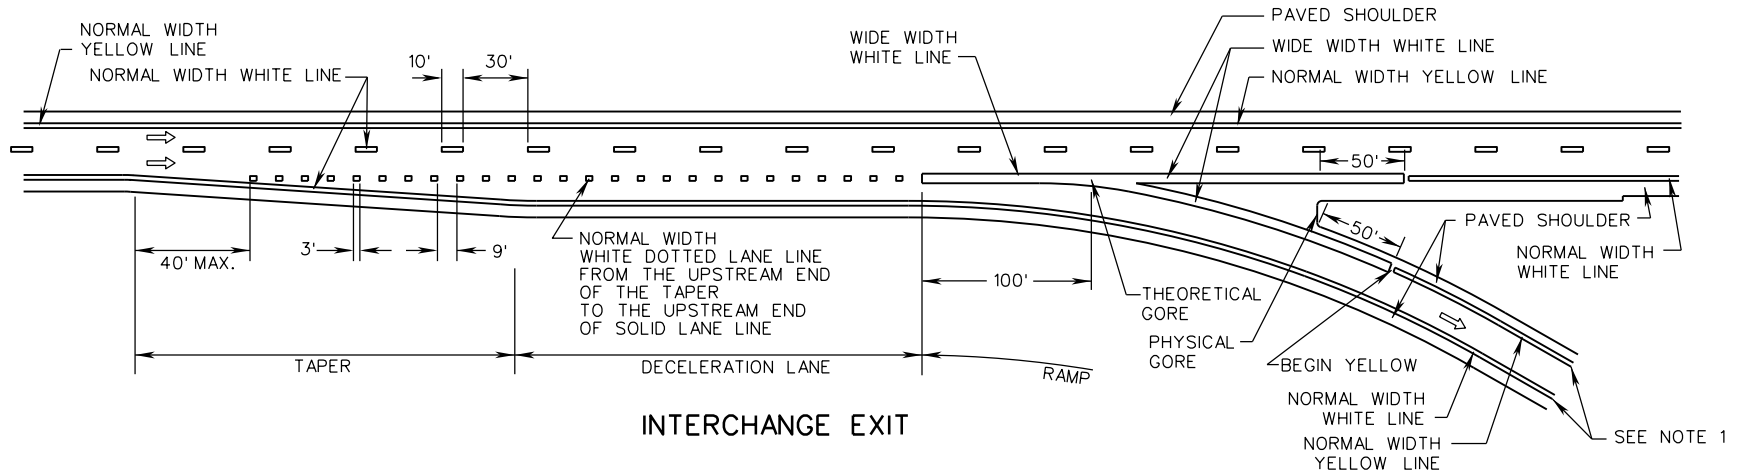 NORMAL WIDTH
YELLOW LINE
NORMAL WIDTH WHITE LINE
10'
30'
WIDE WIDTH
WHITE LINE
PAVED SHOULDER
WIDE WIDTH WHITE LINE
NORMAL WIDTH YELLOW LINE
50'
40' MAX.
3'
9'
NORMAL WIDTH
WHITE DOTTED LANE LINE
FROM THE UPSTREAM END
OF THE TAPER
TO THE UPSTREAM END
OF SOLID LANE LINE
100'
THEORETICAL
GORE
PHYSICAL
GORE
50'
PAVED SHOULDER
NORMAL WIDTH
WHITE LINE
BEGIN YELLOW
TAPER
DECELERATION LANE
RAMP
NORMAL WIDTH
WHITE LINE
NORMAL WIDTH
YELLOW LINE
SEE NOTE 1
INTERCHANGE EXIT